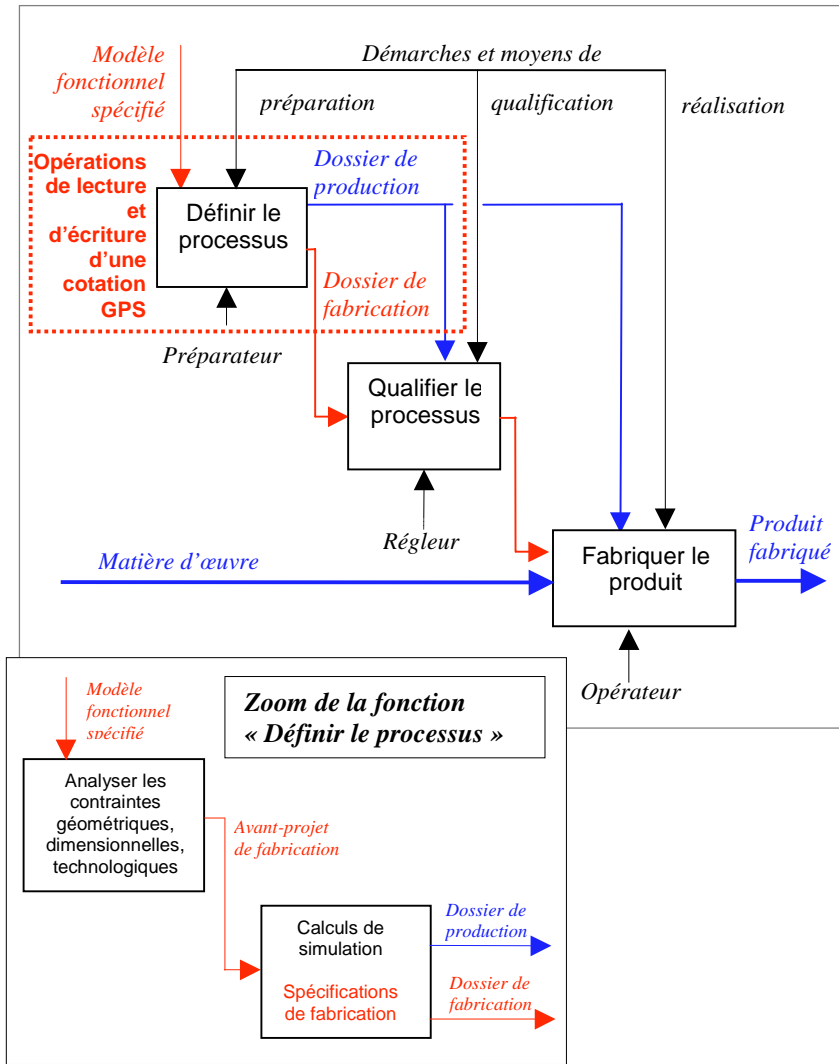 Modèle
fonctionnel
spécifié
Démarches et moyens de
préparation
qualification
réalisation
Opérations
de lecture
et
d'écriture
d'une
cotation
GPS
Dossier de
production
Définir le
processus
Dossier de
fabrication
Préparateur
Qualifier le
processus
Régleur
Matière d'œuvre
Fabriquer le
produit
Produit
fabriqué
Opérateur
Modèle
fonctionnel
spécifié
Zoom de la fonction
« Définir le processus »
Analyser les
contraintes
géométriques,
dimensionnelles,
technologiques
Avant-projet
de fabrication
Calculs de
simulation
Spécifications
de fabrication
Dossier de
production
Dossier de
fabrication